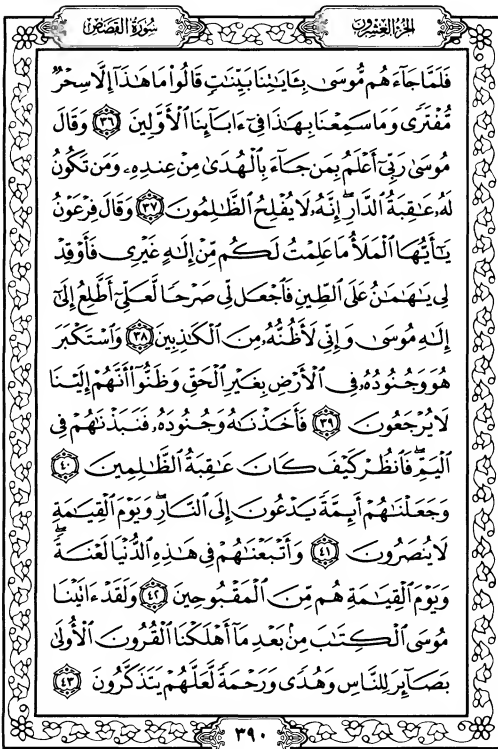 الجزء العشرون
سورة القصص
فَلَمَّا جَآءَهُم مُّوسَىٰ بِـَٔايَٰتِنَا بَيِّنَٰتٍ قَالُوا۟ مَا هَٰذَآ إِلَّا سِحْرٌ
مُّفْتَرًى وَمَا سَمِعْنَا بِهَٰذَا فِىٓ ءَابَآئِنَا ٱلْأَوَّلِينَ ٣٦ وَقَالَ
مُوسَىٰ رَبِّىٓ أَعْلَمُ بِمَن جَآءَ بِٱلْهُدَىٰ مِنْ عِندِهِۦ وَمَن تَكُونُ
لَهُۥ عَٰقِبَةُ ٱلدَّارِ ۖ إِنَّهُۥ لَا يُفْلِحُ ٱلظَّٰلِمُونَ ٣٧ وَقَالَ فِرْعَوْنُ
يَٰٓأَيُّهَا ٱلْمَلَأُ مَا عَلِمْتُ لَكُم مِّنْ إِلَٰهٍ غَيْرِى فَأَوْقِدْ
لِى يَٰهَٰمَٰنُ عَلَى ٱلطِّينِ فَٱجْعَل لِّى صَرْحًا لَّعَلِّىٓ أَطَّلِعُ إِلَىٰٓ
إِلَٰهِ مُوسَىٰ وَإِنِّى لَأَظُنُّهُۥ مِنَ ٱلْكَٰذِبِينَ ٣٨ وَٱسْتَكْبَرَ
هُوَ وَجُنُودُهُۥ فِى ٱلْأَرْضِ بِغَيْرِ ٱلْحَقِّ وَظَنُّوٓا۟ أَنَّهُمْ إِلَيْنَا
لَا يُرْجَعُونَ ٣٩ فَأَخَذْنَٰهُ وَجُنُودَهُۥ فَنَبَذْنَٰهُمْ فِى
ٱلْيَمِّ ۖ فَٱنظُرْ كَيْفَ كَانَ عَٰقِبَةُ ٱلظَّٰلِمِينَ ٤٠
وَجَعَلْنَٰهُمْ أَئِمَّةً يَدْعُونَ إِلَى ٱلنَّارِ ۖ وَيَوْمَ ٱلْقِيَٰمَةِ
لَا يُنصَرُونَ ٤١ وَأَتْبَعْنَٰهُمْ فِى هَٰذِهِ ٱلدُّنْيَا لَعْنَةً ۖ
وَيَوْمَ ٱلْقِيَٰمَةِ هُم مِّنَ ٱلْمَقْبُوحِينَ ٤٢ وَلَقَدْ ءَاتَيْنَا
مُوسَى ٱلْكِتَٰبَ مِنۢ بَعْدِ مَآ أَهْلَكْنَا ٱلْقُرُونَ ٱلْأُولَىٰ
بَصَآئِرَ لِلنَّاسِ وَهُدًى وَرَحْمَةً لَّعَلَّهُمْ يَتَذَكَّرُونَ ٤٣
٣٩٠